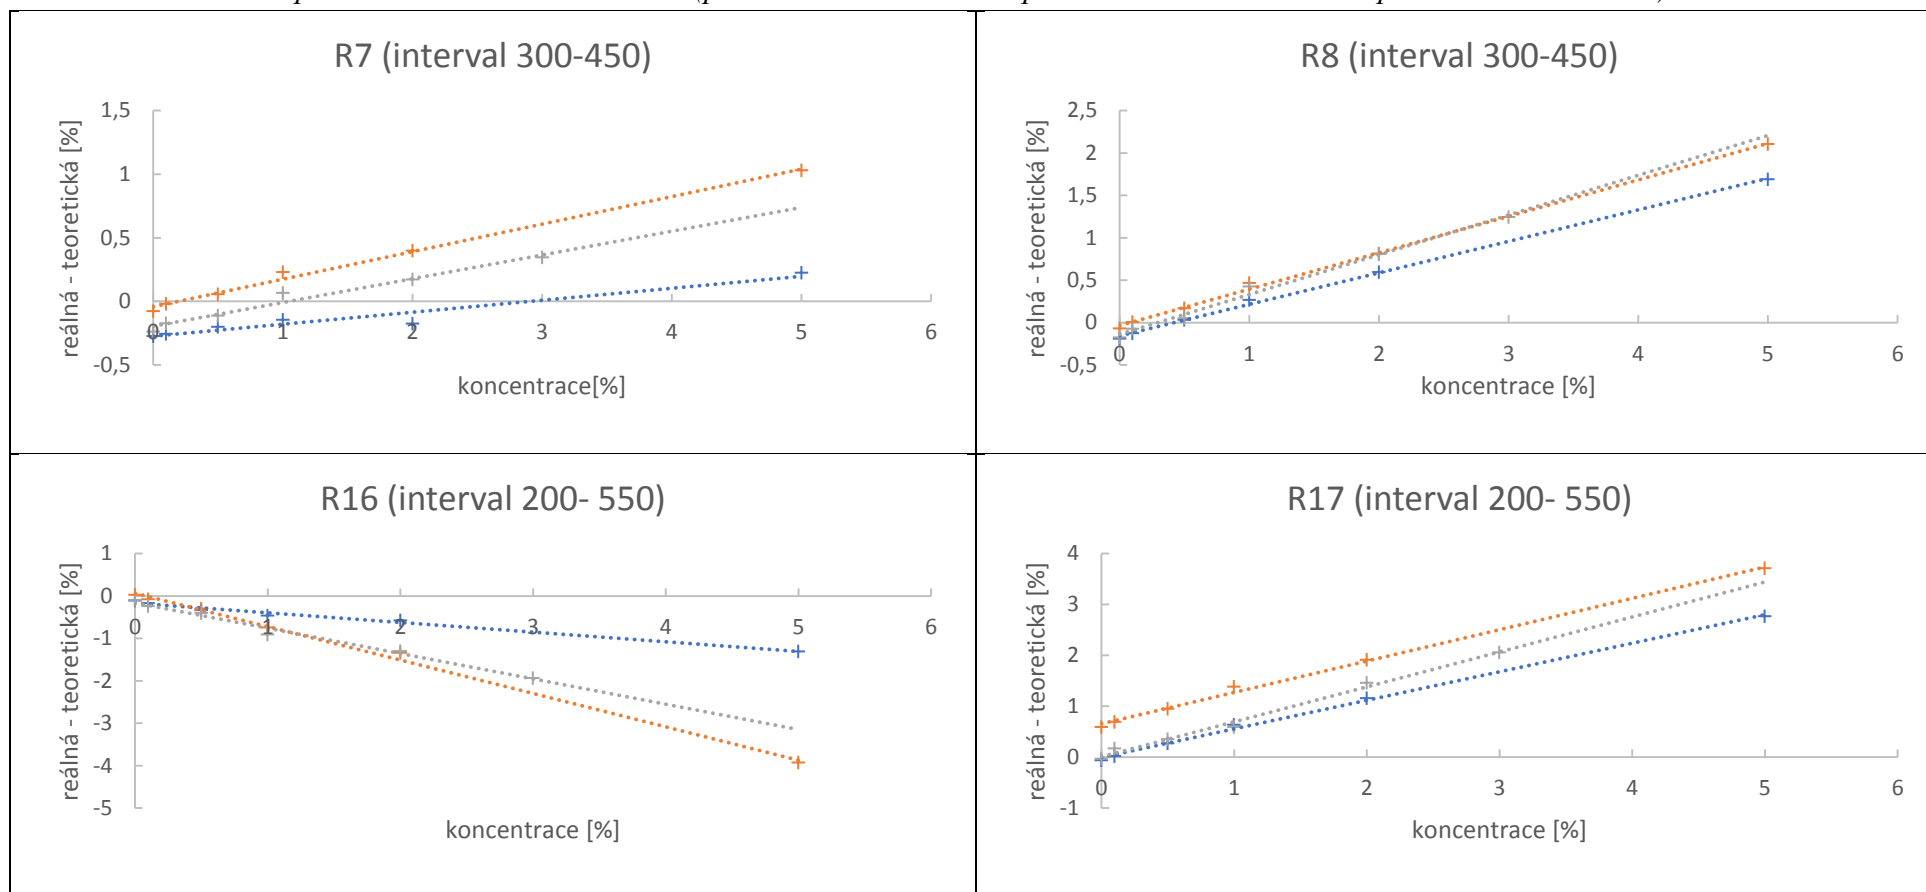 R7 (interval 300-450)
reálná - teoretická [%]
1,5
1
0,5
0
-0,5
0 1 2 3 4 5 6
koncentrace[%]
R8 (interval 300-450)
reálná - teoretická [%]
2,5
2
1,5
1
0,5
0
-0,5
0 1 2 3 4 5 6
koncentrace [%]
R16 (interval 200- 550)
reálná - teoretická [%]
1
0
-1
-2
-3
-4
-5
0 1 2 3 4 5 6
koncentrace [%]
R17 (interval 200- 550)
reálná - teoretická [%]
4
3
2
1
0
-1
0 1 2 3 4 5 6
koncentrace [%]